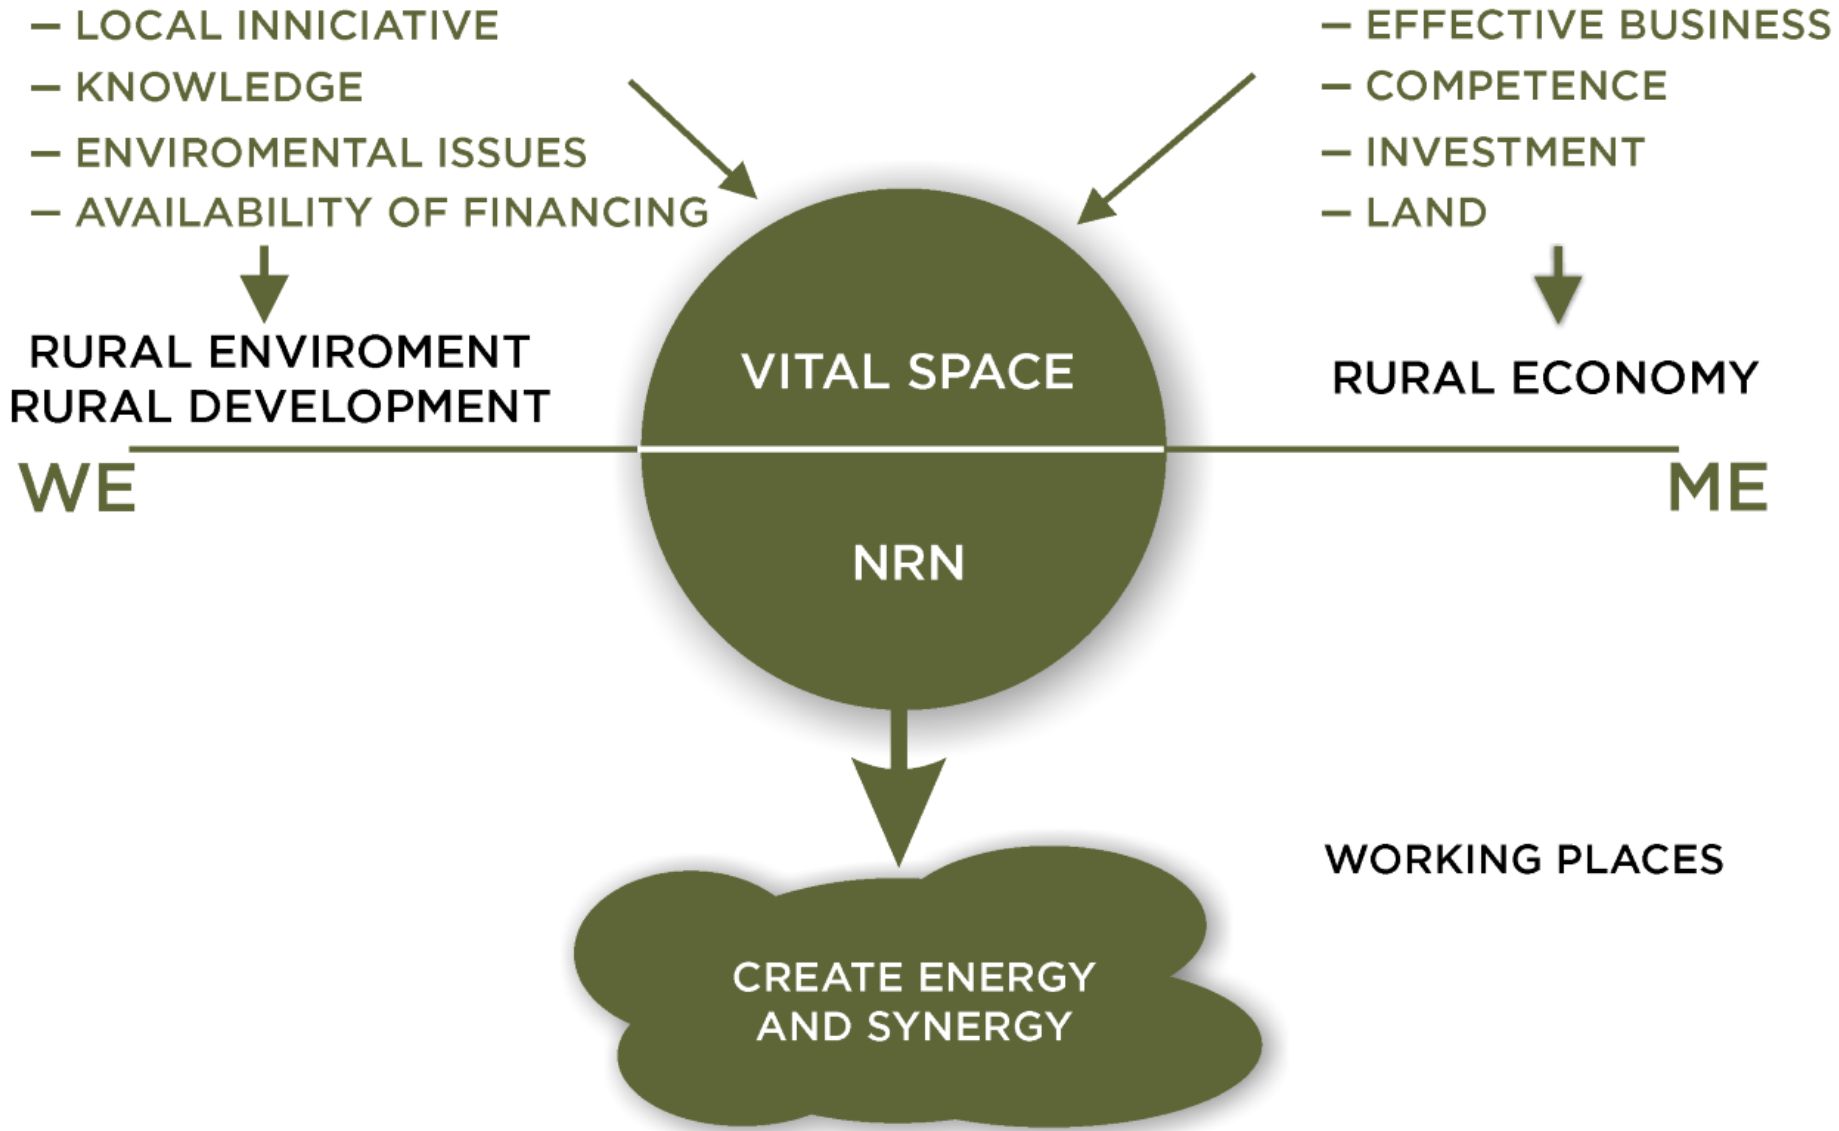 – LOCAL INNICIATIVE
– KNOWLEDGE
– ENVIROMENTAL ISSUES
– AVAILABILITY OF FINANCING
RURAL ENVIROMENT
RURAL DEVELOPMENT
WE
– EFFECTIVE BUSINESS
– COMPETENCE
– INVESTMENT
– LAND
RURAL ECONOMY
ME
VITAL SPACE
NRN
CREATE ENERGY
AND SYNERGY
WORKING PLACES